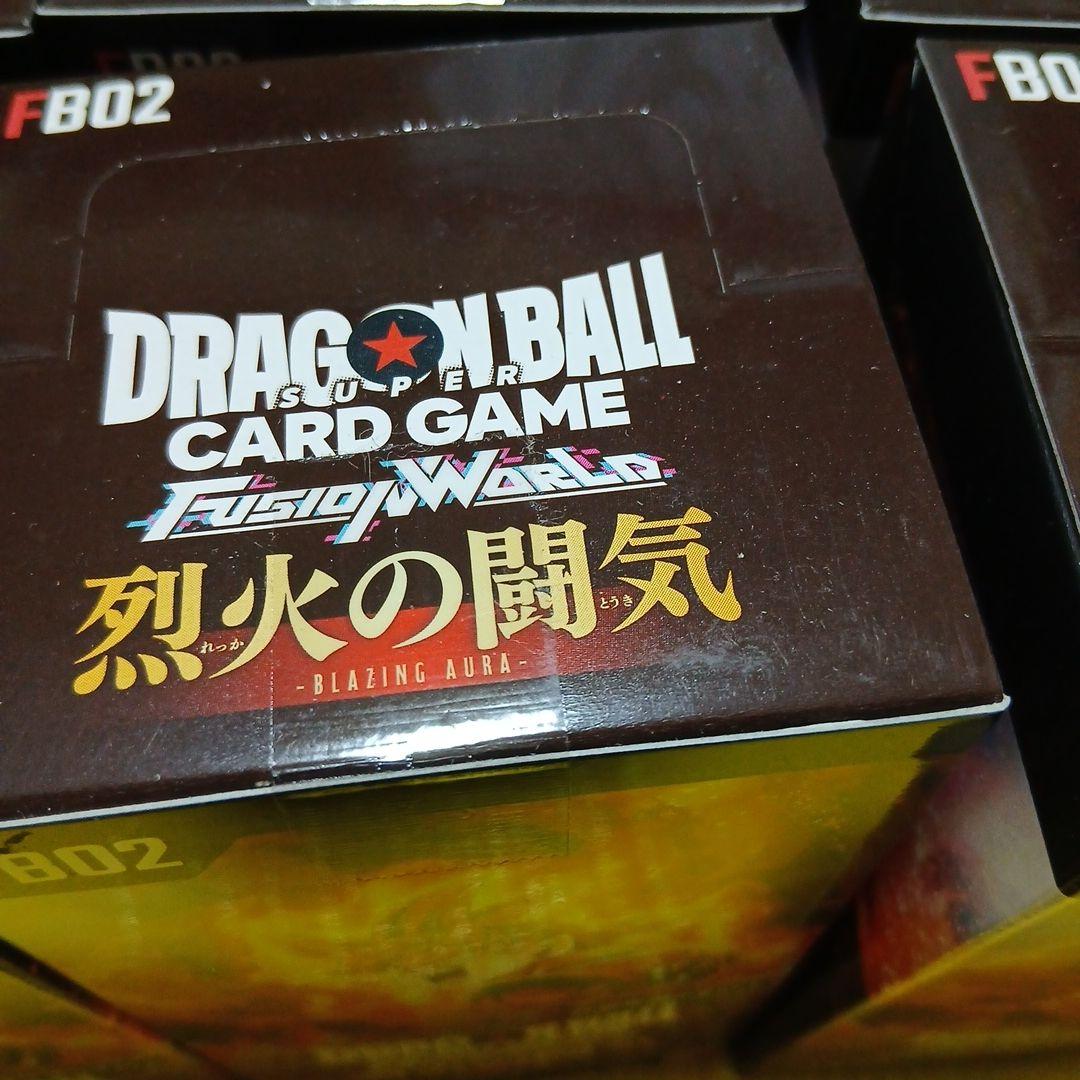 FB02
FB0
DRAGON BALL
SUPER
CARD GAME
FUSION WORLD
烈火の闘気
れっか とうき
-BLAZING AURA-
B02